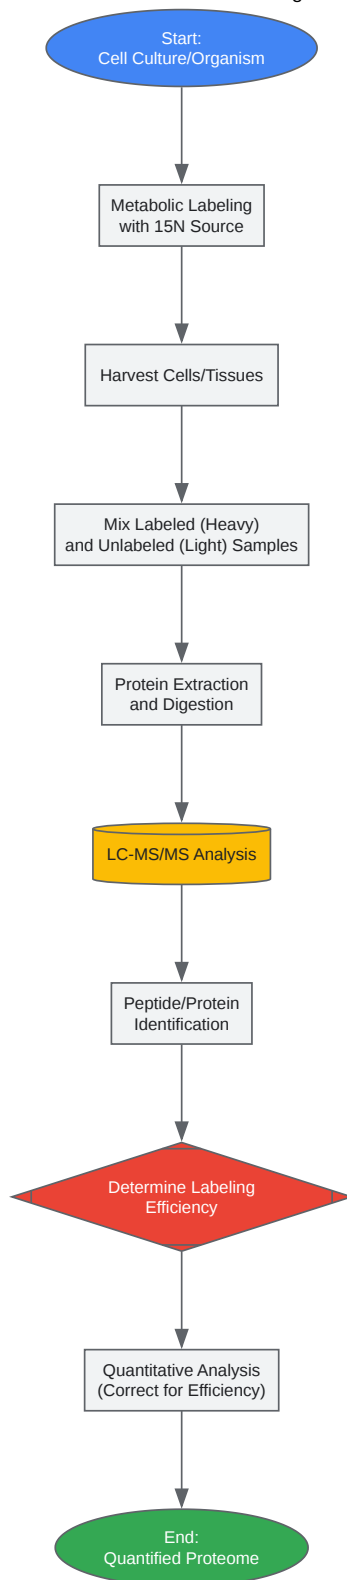 Start:
Cell Culture/Organism
Metabolic Labeling
with 15N Source
Harvest Cells/Tissues
Mix Labeled (Heavy)
and Unlabeled (Light) Samples
Protein Extraction
and Digestion
LC-MS/MS Analysis
Peptide/Protein
Identification
Determine Labeling
Efficiency
Quantitative Analysis
(Correct for Efficiency)
End:
Quantified Proteome